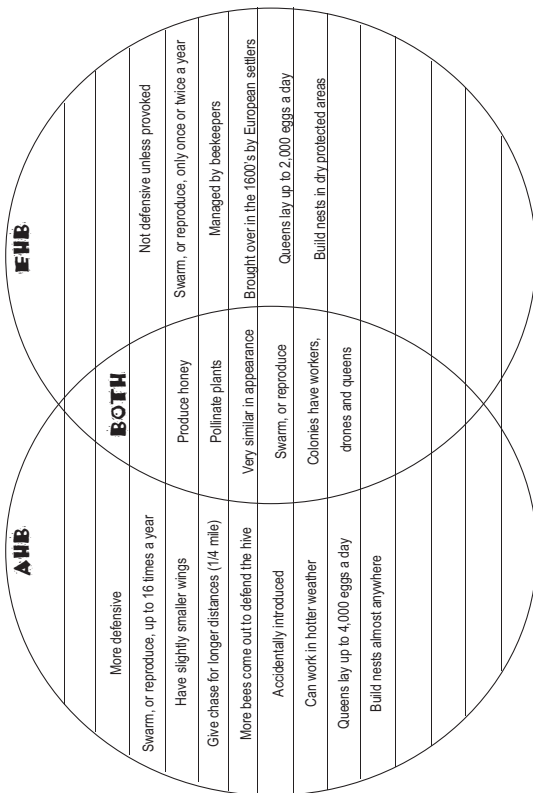 AHB
More defensive
Swarm, or reproduce, up to 16 times a year
Have slightly smaller wings
Give chase for longer distances (1/4 mile)
More bees come out to defend the hive
Accidentally introduced
Can work in hotter weather
Queens lay up to 4,000 eggs a day
Build nests almost anywhere
BOTH
Produce honey
Pollinate plants
Very similar in appearance
Swarm, or reproduce
Colonies have workers,
drones and queens
EHB
Not defensive unless provoked
Swarm, or reproduce, only once or twice a year
Managed by beekeepers
Brought over in the 1600's by European settlers
Queens lay up to 2,000 eggs a day
Build nests in dry protected areas